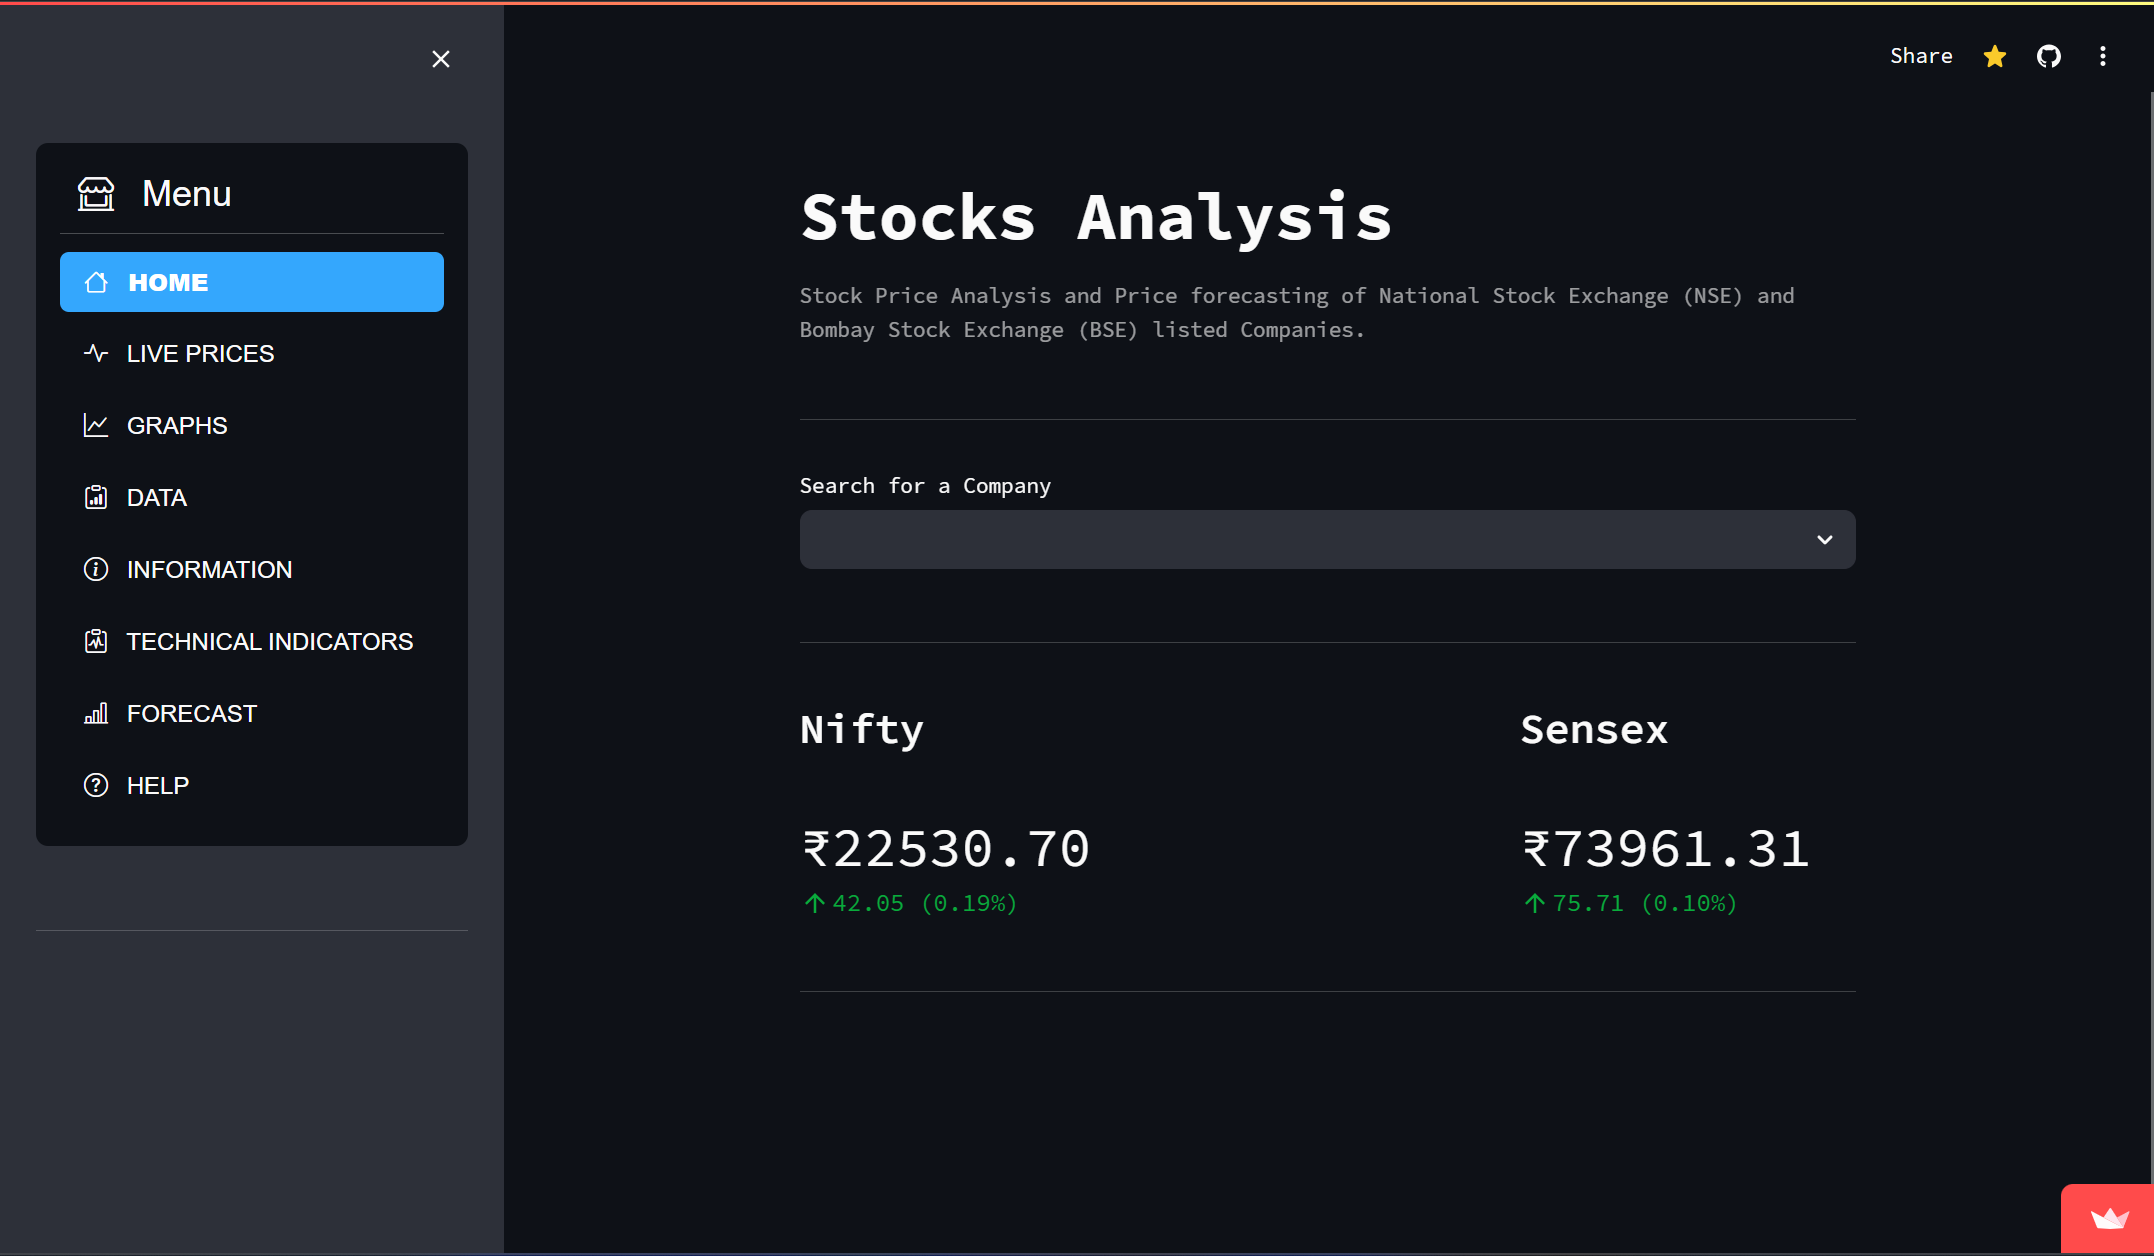 Share
Menu
HOME
LIVE PRICES
GRAPHS
DATA
INFORMATION
TECHNICAL INDICATORS
FORECAST
HELP
Stocks Analysis
Stock Price Analysis and Price forecasting of National Stock Exchange (NSE) and
Bombay Stock Exchange (BSE) listed Companies.
Search for a Company
Nifty
₹22530.70
↑ 42.05 (0.19%)
Sensex
₹73961.31
↑ 75.71 (0.10%)